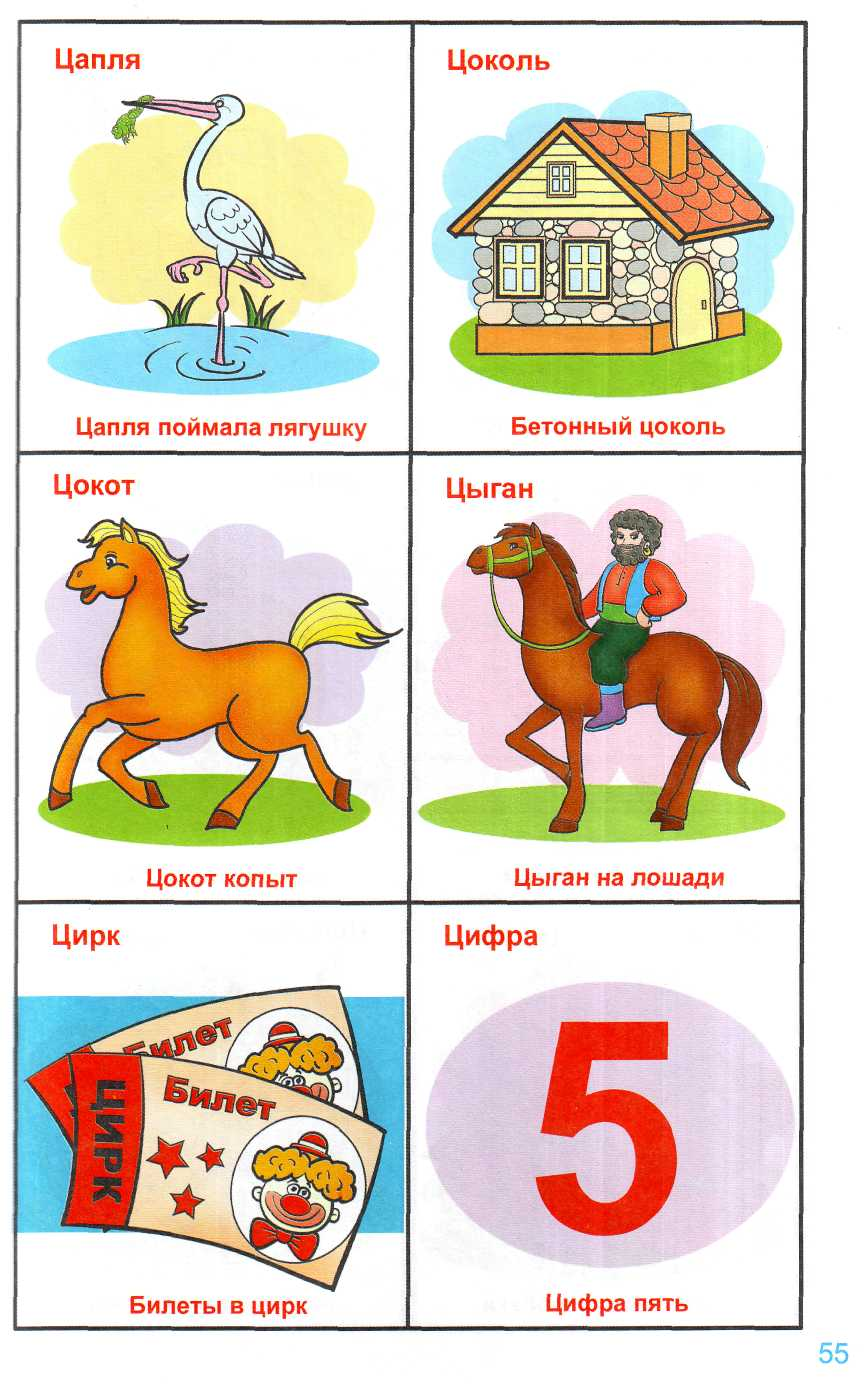 Цапля
Цапля поймала лягушку
Цоколь
Бетонный цоколь
Цокот
Цокот копыт
Цыган
Цыган на лошади
Цирк
Билет
ЦИРК
Билет
Билеты в цирк
Цифра
5
Цифра пять
55